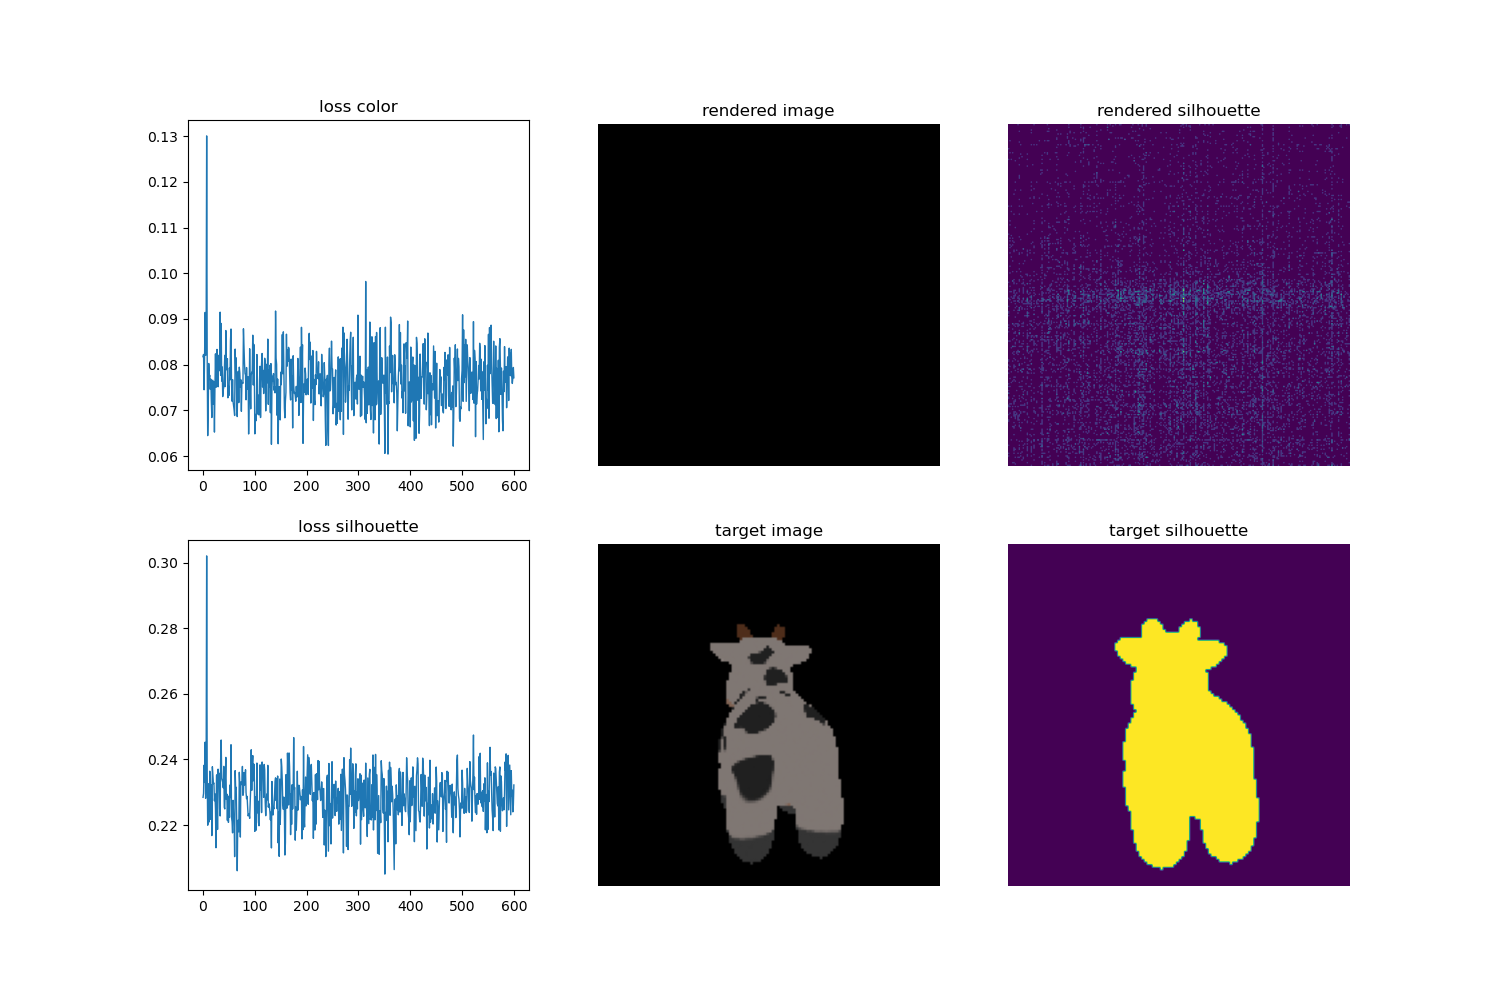 loss color
0.13
0.12
0.11
0.10
0.09
0.08
0.07
0.06
0 100 200 300 400 500 600
rendered image
rendered silhouette
loss silhouette
0.30
0.28
0.26
0.24
0.22
0 100 200 300 400 500 600
target image
target silhouette